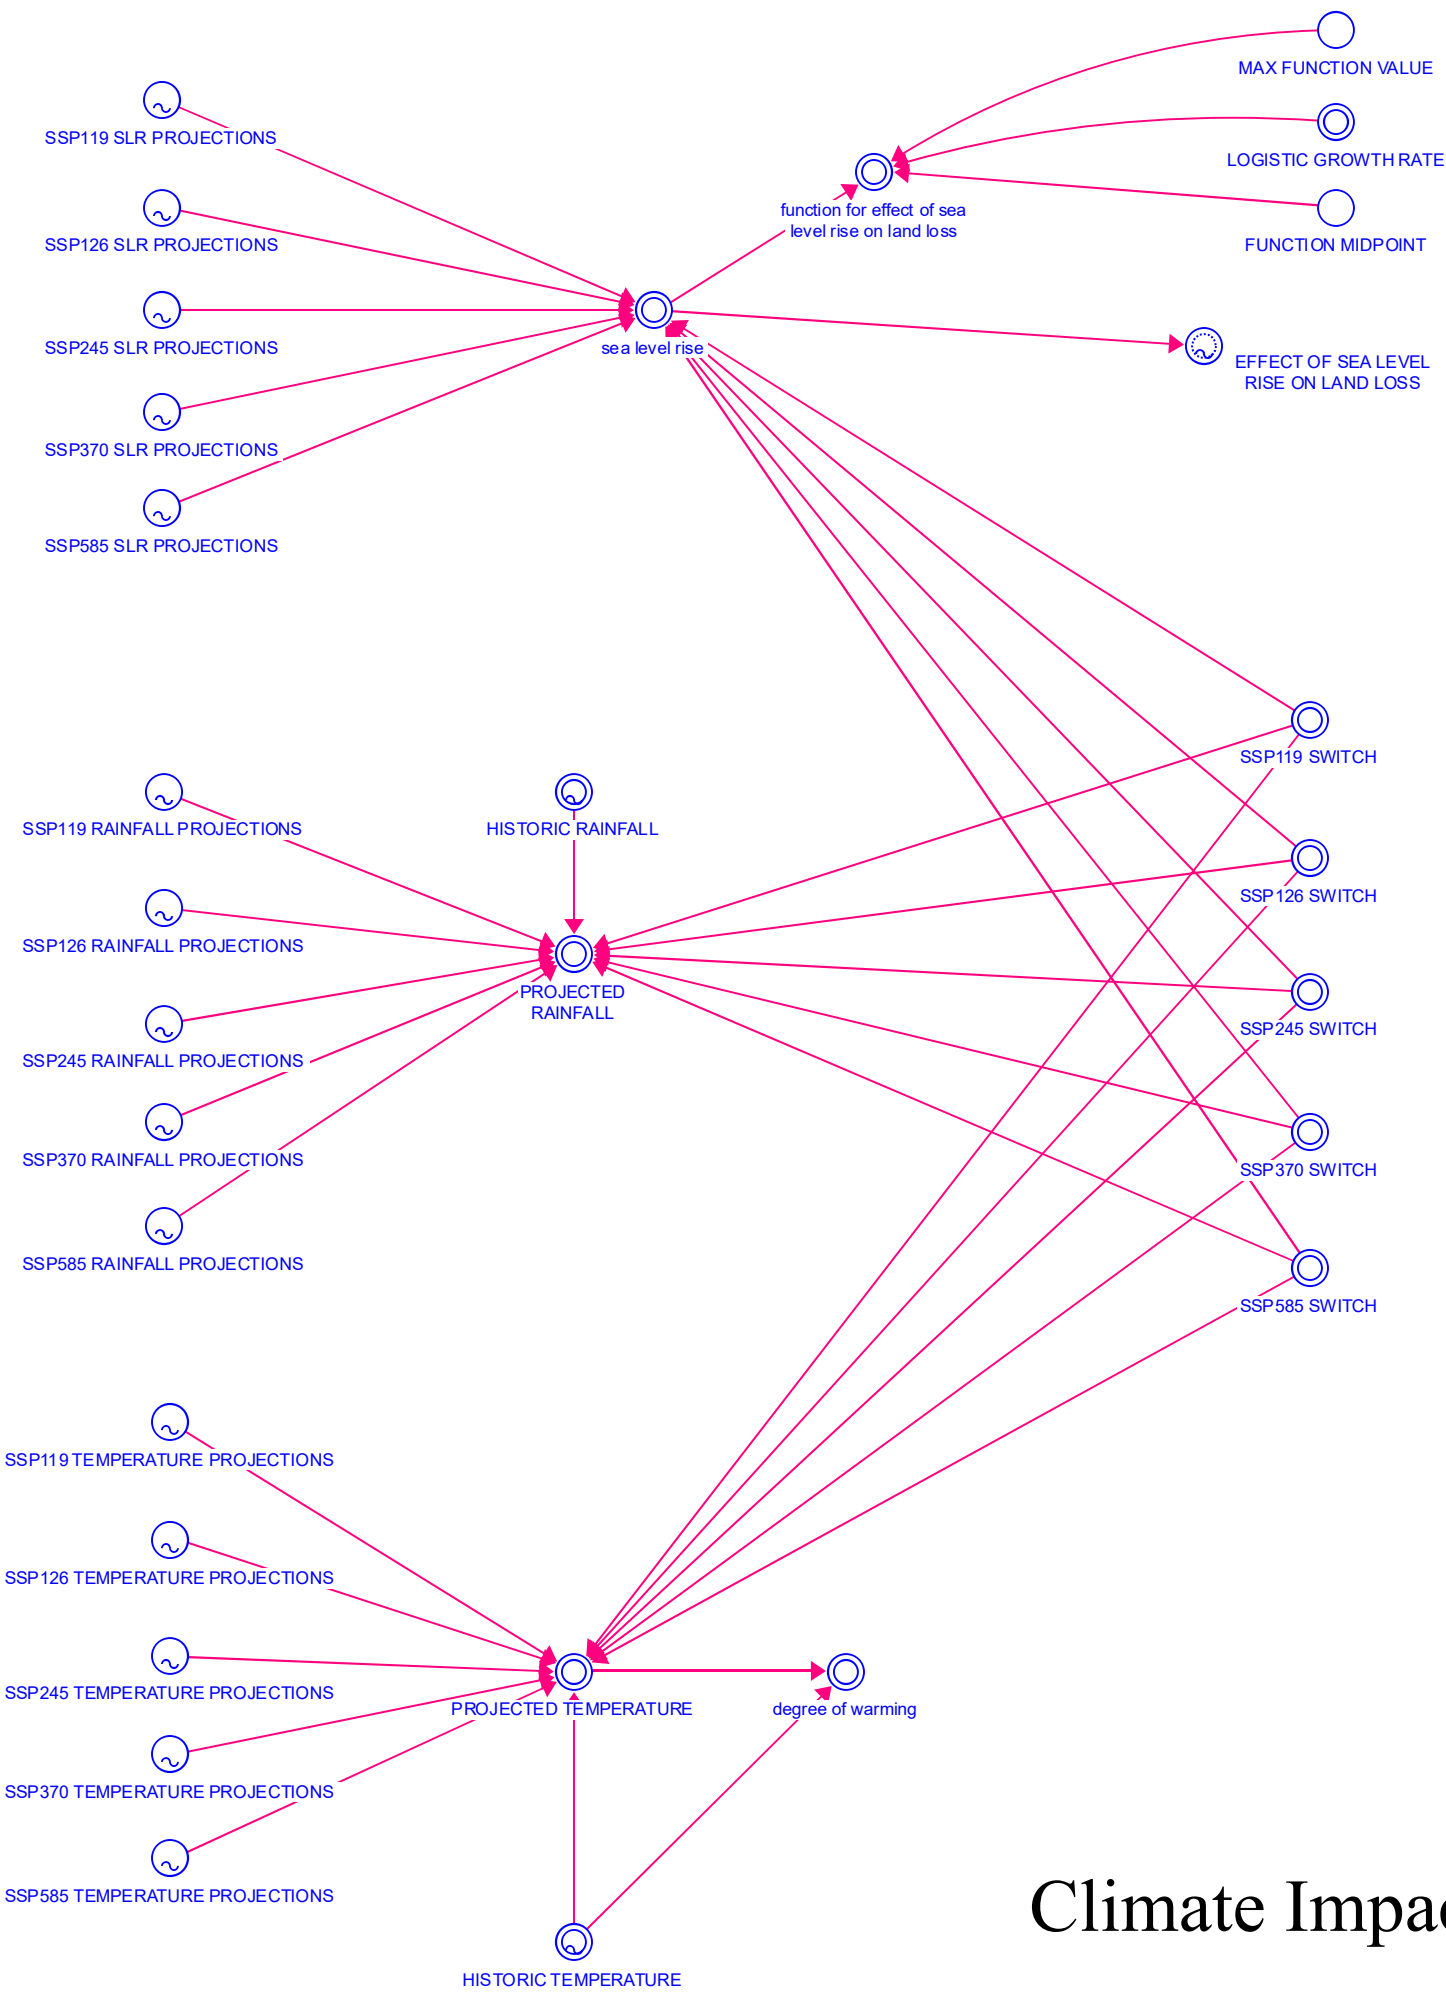 MAX FUNCTION VALUE
SSP119 SLR PROJECTIONS
LOGISTIC GROWTH RATE
function for effect of sea
level rise on land loss
SSP126 SLR PROJECTIONS
FUNCTION MIDPOINT
SSP245 SLR PROJECTIONS
sea level rise
EFFECT OF SEA LEVEL
RISE ON LAND LOSS
SSP370 SLR PROJECTIONS
SSP585 SLR PROJECTIONS
SSP119 SWITCH
SSP119 RAINFALL PROJECTIONS
HISTORIC RAINFALL
SSP126 SWITCH
SSP126 RAINFALL PROJECTIONS
PROJECTED
RAINFALL
SSP245 SWITCH
SSP245 RAINFALL PROJECTIONS
SSP370 RAINFALL PROJECTIONS
SSP370 SWITCH
SSP585 RAINFALL PROJECTIONS
SSP585 SWITCH
SSP119 TEMPERATURE PROJECTIONS
SSP126 TEMPERATURE PROJECTIONS
SSP245 TEMPERATURE PROJECTIONS
PROJECTED TEMPERATURE
degree of warming
SSP370 TEMPERATURE PROJECTIONS
SSP585 TEMPERATURE PROJECTIONS
Climate Impac
HISTORIC TEMPERATURE